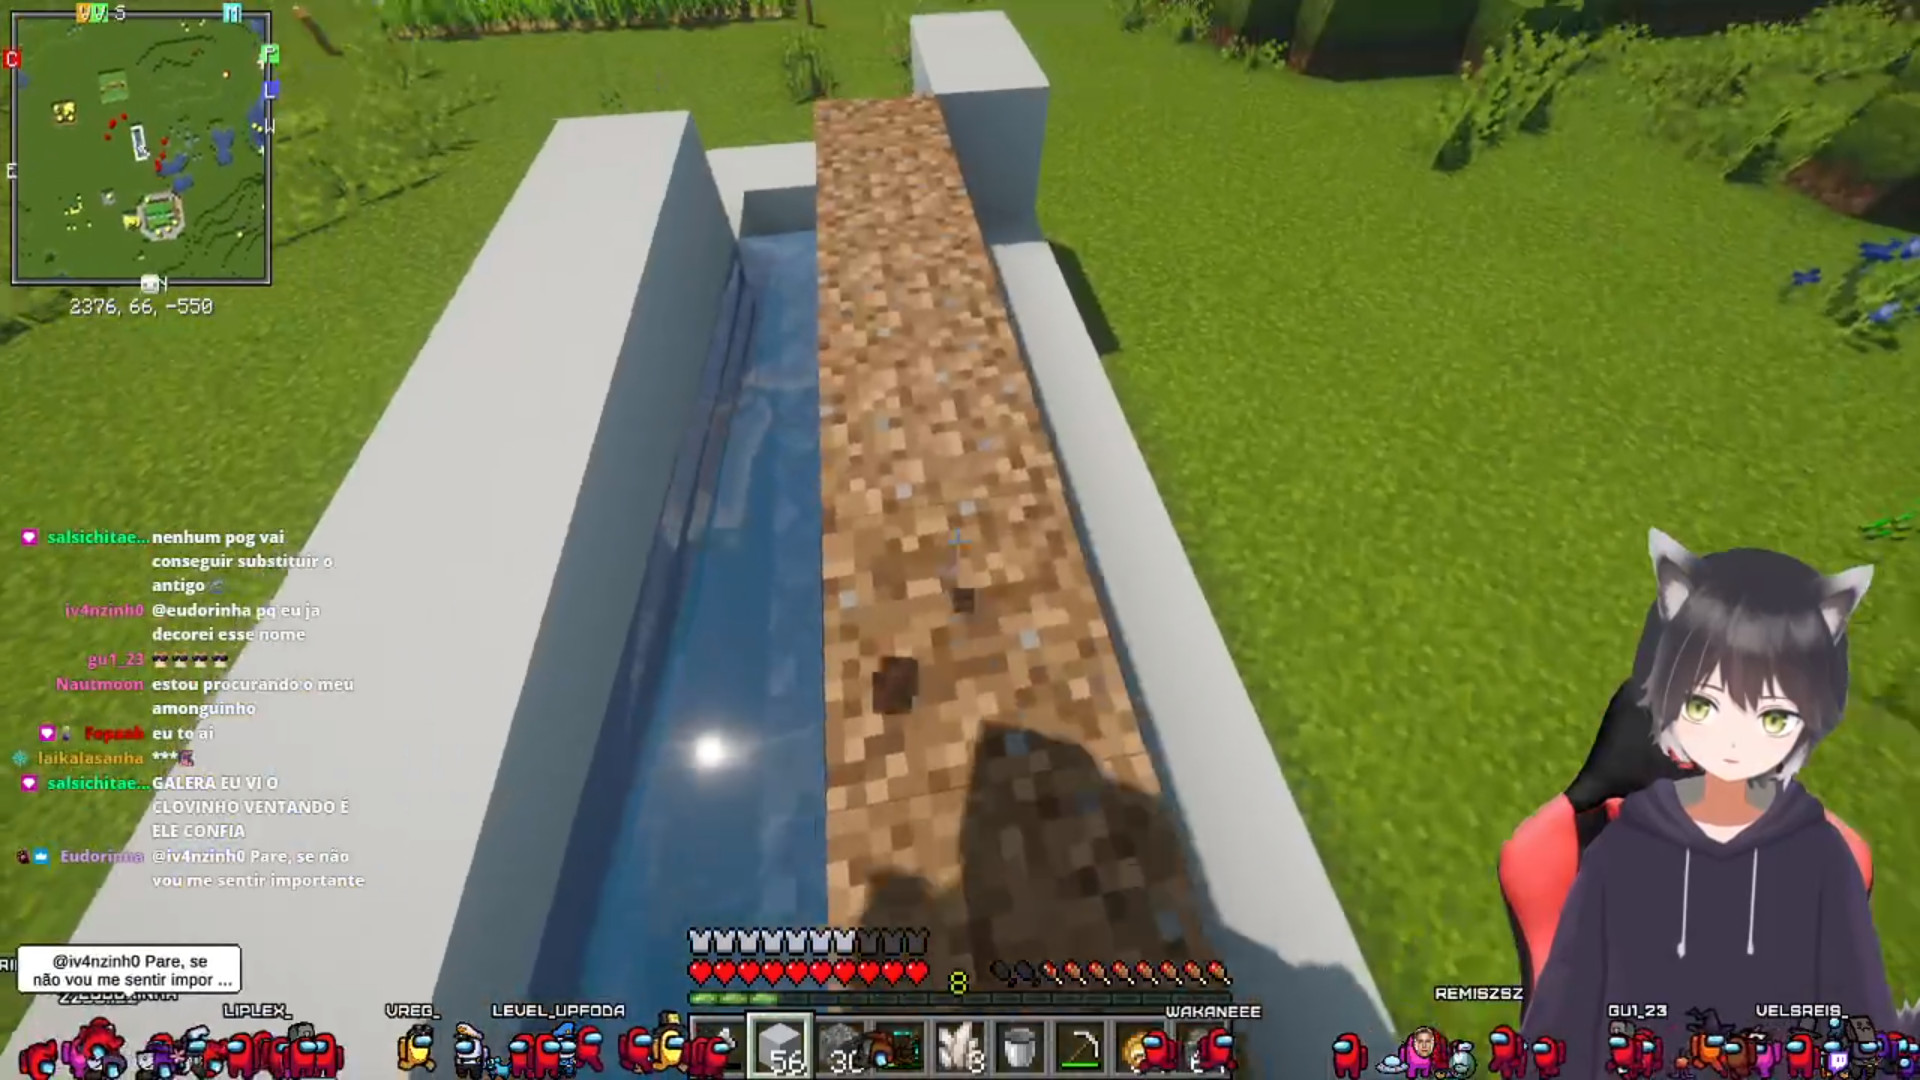 S
M
C
P
L
W
E
2376, 66, -550
salsichitae... nenhum pog vai
conseguir substituir o
antigo
iv4nzinh0 @eudorinha pq eu ja
decorei esse nome
gu1_23
Nautmoon estou procurando o meu
amonguinho
Fopaah eu to ai
laikalasanha ***
salsichitae... GALERA EU VI O
CLOVINHO VENTANDO É
ELE CONFIA
Eudorinha @iv4nzinh0 Pare, se não
vou me sentir importante
@iv4nzinh0 Pare, se
não vou me sentir impor ...
LIPLEX_
VREG_
LEVEL_UPFODA
WAKANEEE
REMISZSZ
GU1_23
VELSREIS_
8
56
8